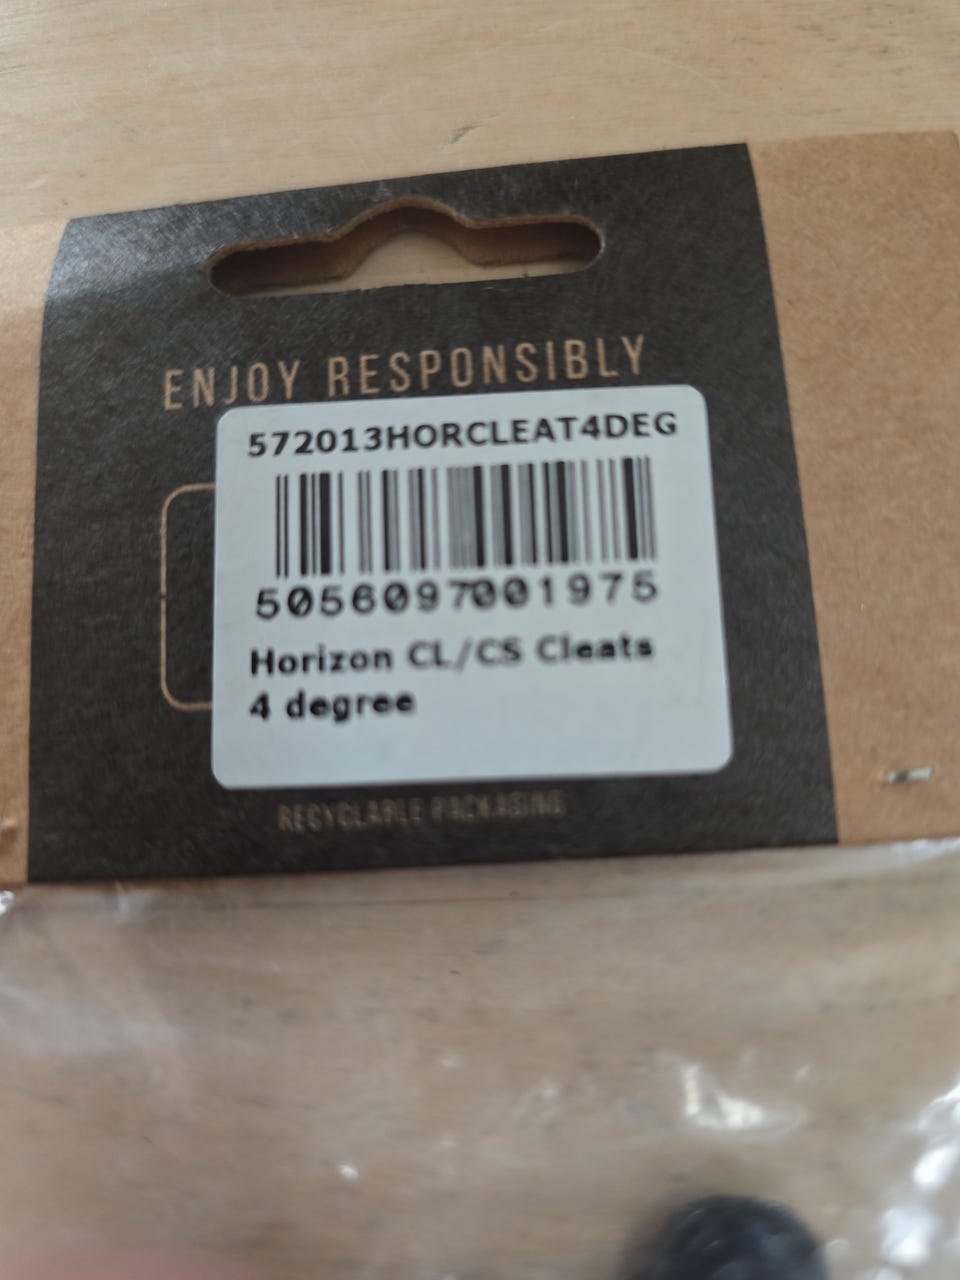 ENJOY RESPONSIBLY
572013HORCLEAT4DEG
5056097001975
Horizon CL/CS Cleats
4 degree
RECYCLABLE PACKAGING